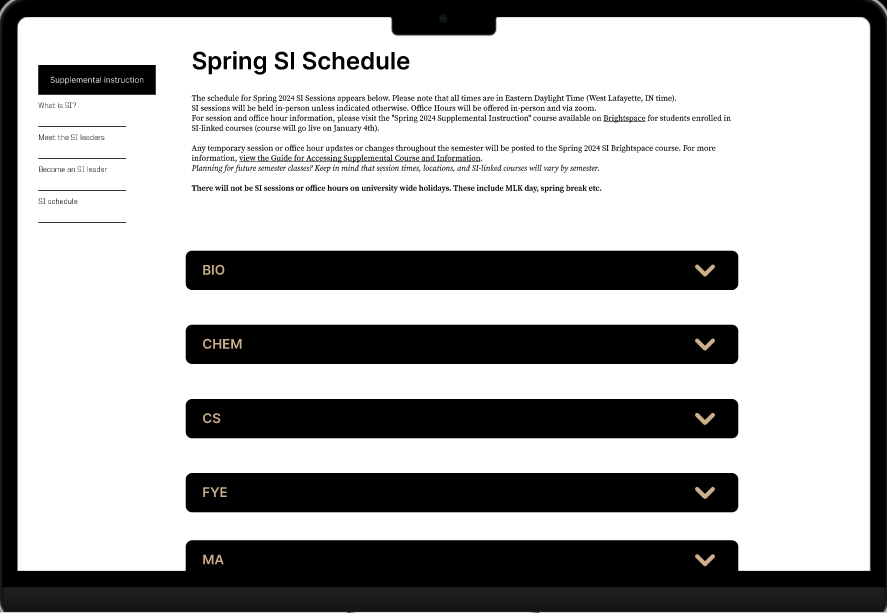 Spring SI Schedule
Supplemental instruction
What is SI?
Meet the SI leaders
Become an SI leader
SI schedule
The schedule for Spring 2024 SI Sessions appears below. Please note that all times are in Eastern Daylight Time (West Lafayette, IN time).
SI sessions will be held in-person unless indicated otherwise. Office Hours will be offered in-person and via zoom.
For session and office hour information, please visit the "Spring 2024 Supplemental Instruction" course available on Brightspace for students enrolled in
SI-linked courses (course will go live on January 4th).
Any temporary session or office hour updates or changes throughout the semester will be posted to the Spring 2024 SI Brightspace course. For more
information, view the Guide for Accessing Supplemental Course and Information.
Planning for future semester classes? Keep in mind that session times, locations, and SI-linked courses will vary by semester.
There will not be SI sessions or office hours on university wide holidays. These include MLK day, spring break etc.
BIO
CHEM
CS
FYE
MA